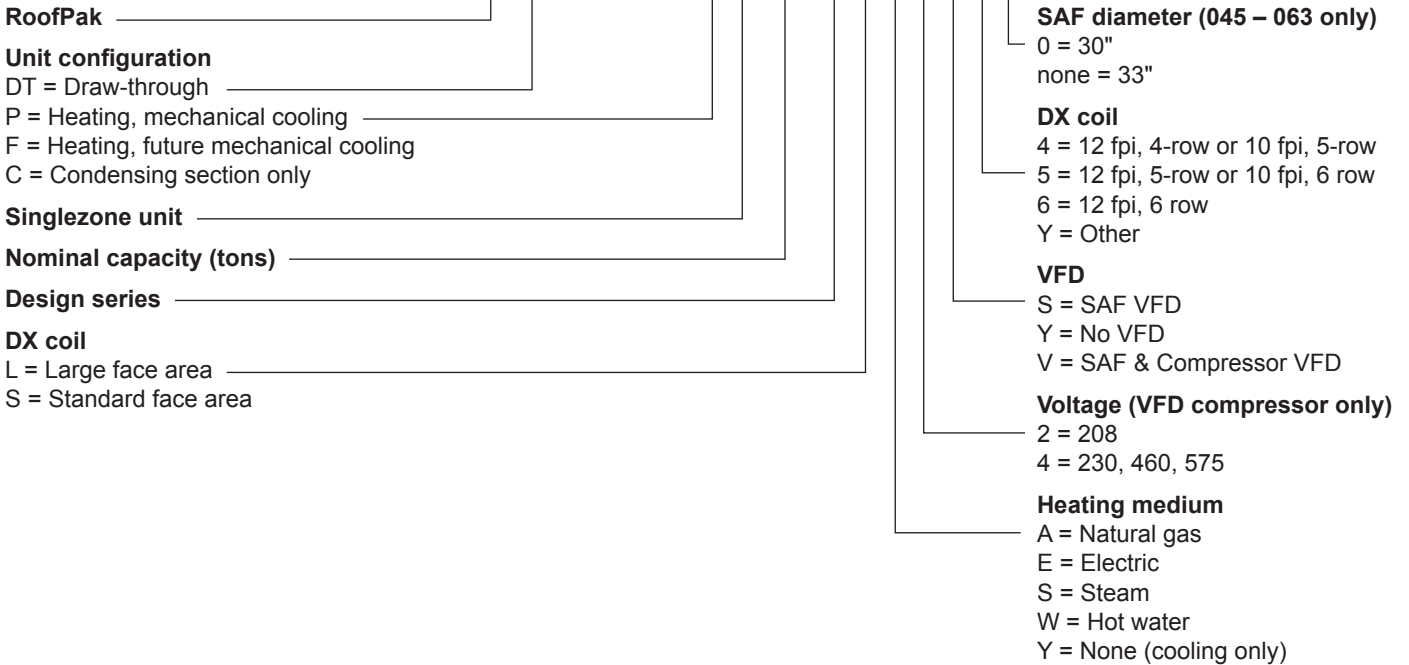 RoofPak
Unit configuration
DT = Draw-through
P = Heating, mechanical cooling
F = Heating, future mechanical cooling
C = Condensing section only
Singlezone unit
Nominal capacity (tons)
Design series
DX coil
L = Large face area
S = Standard face area
SAF diameter (045 – 063 only)
0 = 30"
none = 33"
DX coil
4 = 12 fpi, 4-row or 10 fpi, 5-row
5 = 12 fpi, 5-row or 10 fpi, 6 row
6 = 12 fpi, 6 row
Y = Other
VFD
S = SAF VFD
Y = No VFD
V = SAF & Compressor VFD
Voltage (VFD compressor only)
2 = 208
4 = 230, 460, 575
Heating medium
A = Natural gas
E = Electric
S = Steam
W = Hot water
Y = None (cooling only)